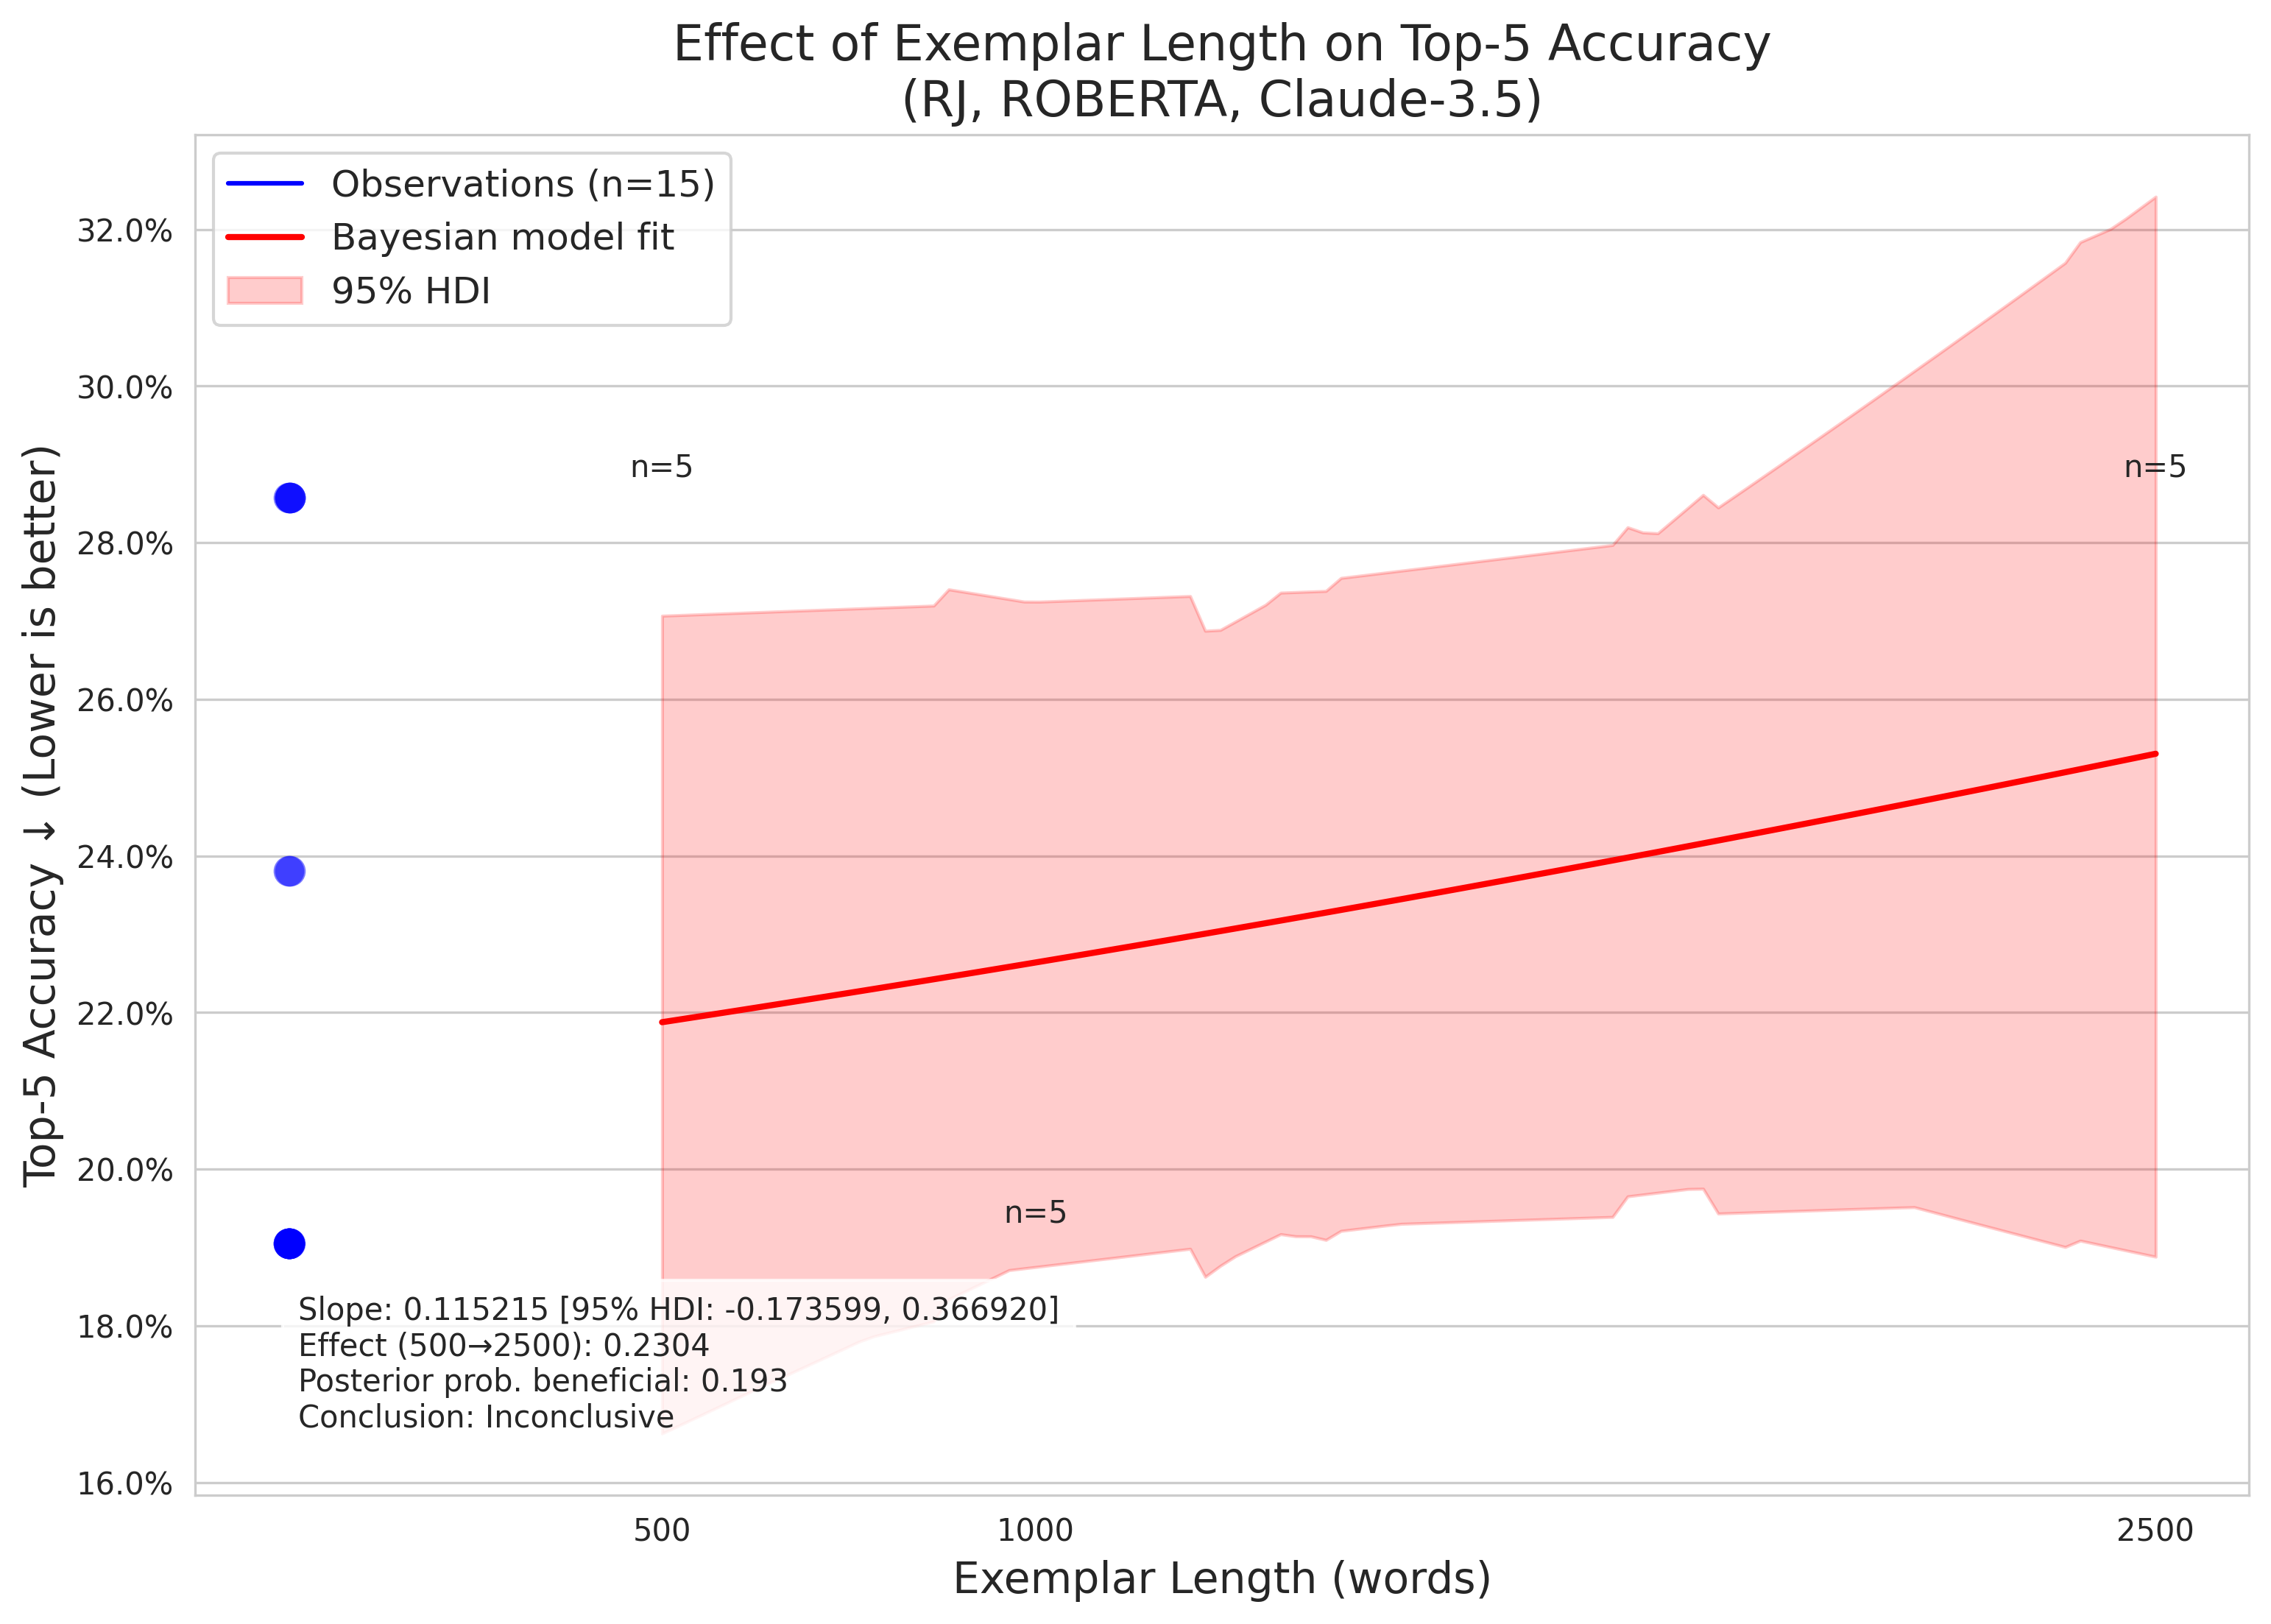 Effect of Exemplar Length on Top-5 Accuracy
(RJ, ROBERTA, Claude-3.5)
Observations (n=15)
Bayesian model fit
95% HDI
Top-5 Accuracy ↓ (Lower is better)
32.0%
30.0%
28.0%
26.0%
24.0%
22.0%
20.0%
18.0%
16.0%
n=5
n=5
n=5
Slope: 0.115215 [95% HDI: -0.173599, 0.366920]
Effect (500→2500): 0.2304
Posterior prob. beneficial: 0.193
Conclusion: Inconclusive
500
1000
2500
Exemplar Length (words)